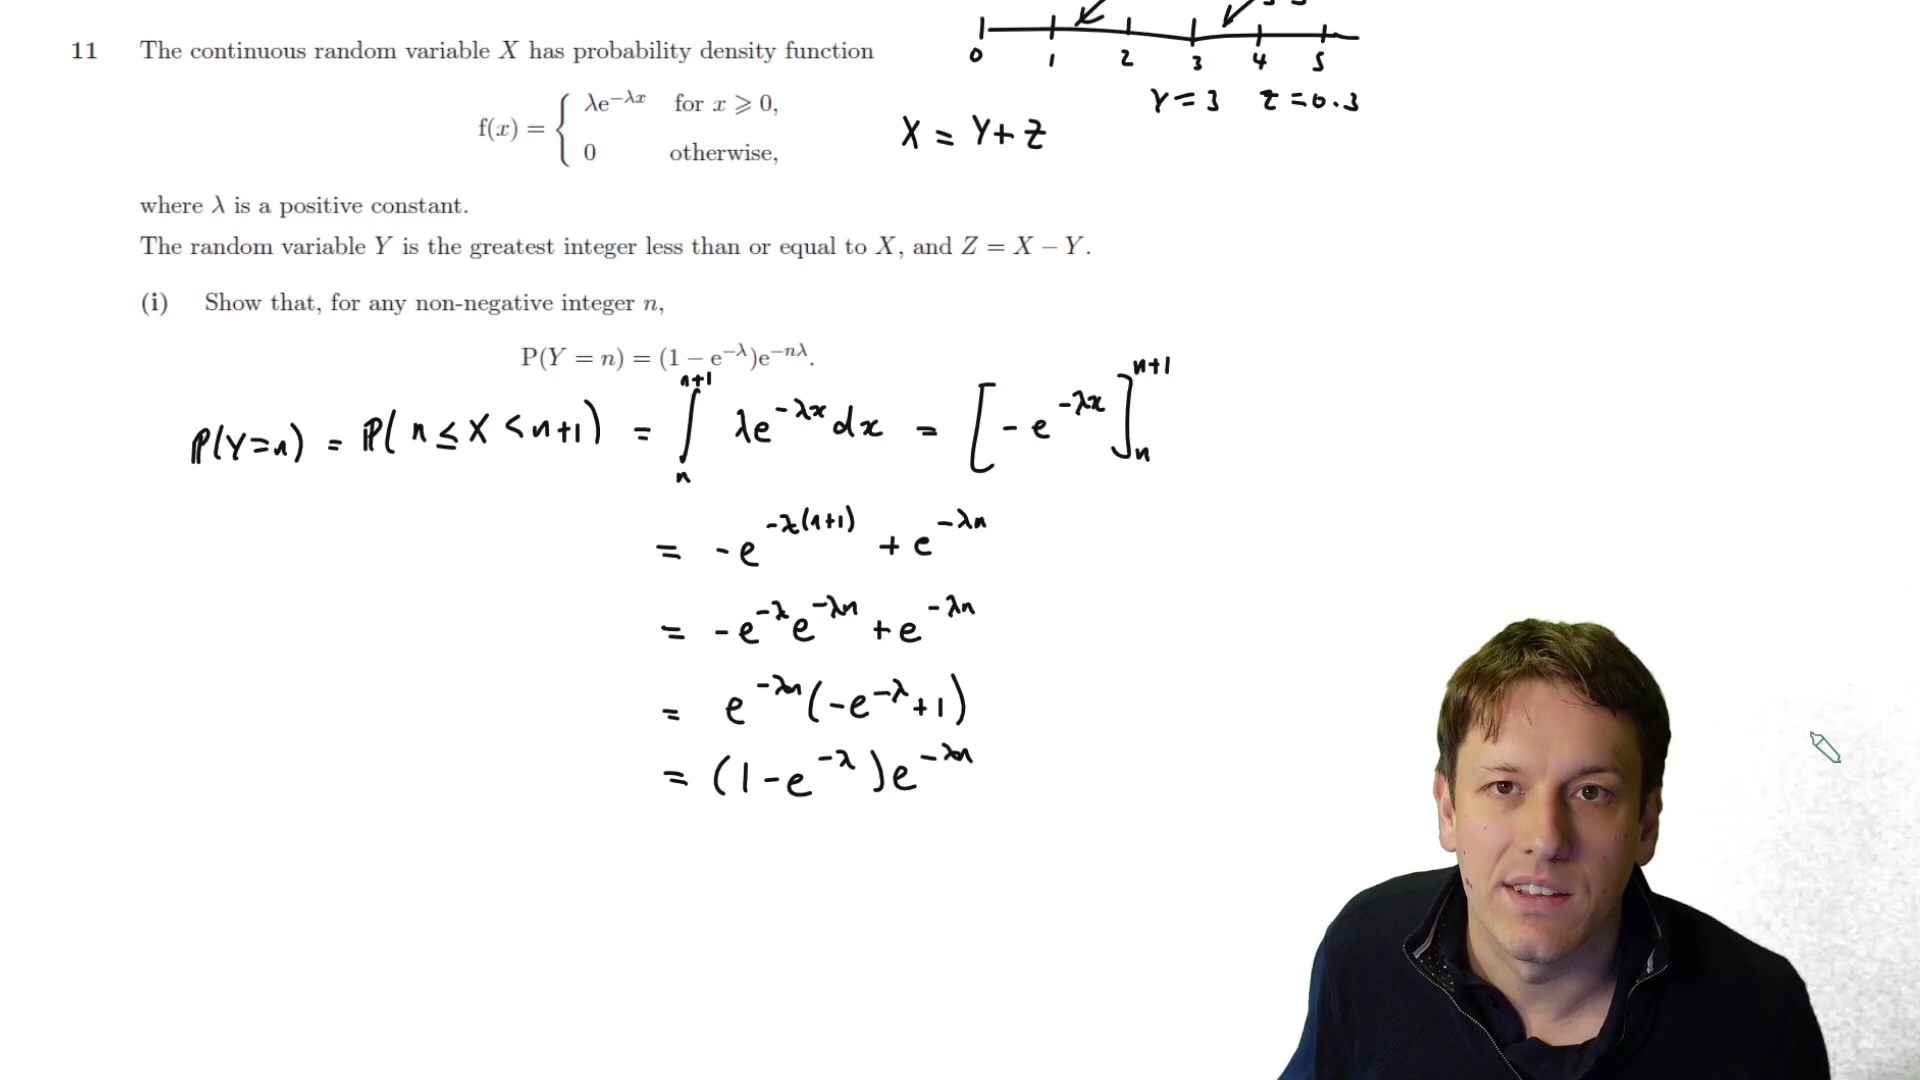 0 1 2 3 4 5
11 The continuous random variable X has probability density function
Y = 3 Z = 0.3
f(x) = { λe^{-λx} for x ⩾ 0,
0 otherwise,
X = Y + Z
where λ is a positive constant.
The random variable Y is the greatest integer less than or equal to X, and Z = X − Y.
(i) Show that, for any non-negative integer n,
P(Y = n) = (1 − e^{−λ})e^{−nλ}.
ℙ(Y=n) = ℙ(n ≤ X < n+1) = ∫_n^{n+1} λe^{-λx} dx = [-e^{-λx}]_n^{n+1}
= -e^{-λ(n+1)} + e^{-λn}
= -e^{-λ}e^{-λn} + e^{-λn}
= e^{-λn}(-e^{-λ}+1)
= (1-e^{-λ})e^{-λn}